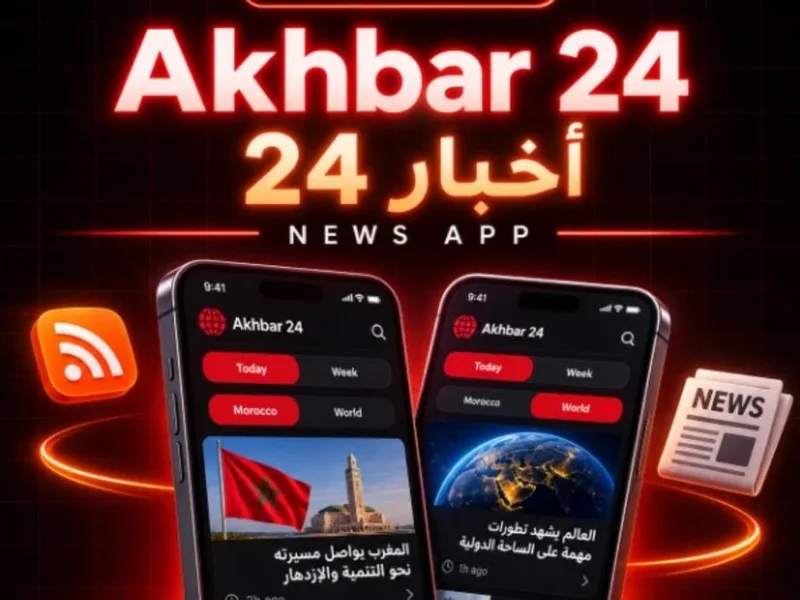 Akhbar 24
أخبار 24
NEWS APP
9:41
Akhbar 24
Today
Week
Morocco
World
المغرب يواصل مسيرته
نحو التنمية والإزدهار
2h ago
9:41
Akhbar 24
Today
Week
Morocco
World
العالم يشهد تطورات
مهمة على الساحة الدولية
1h ago
NEWS